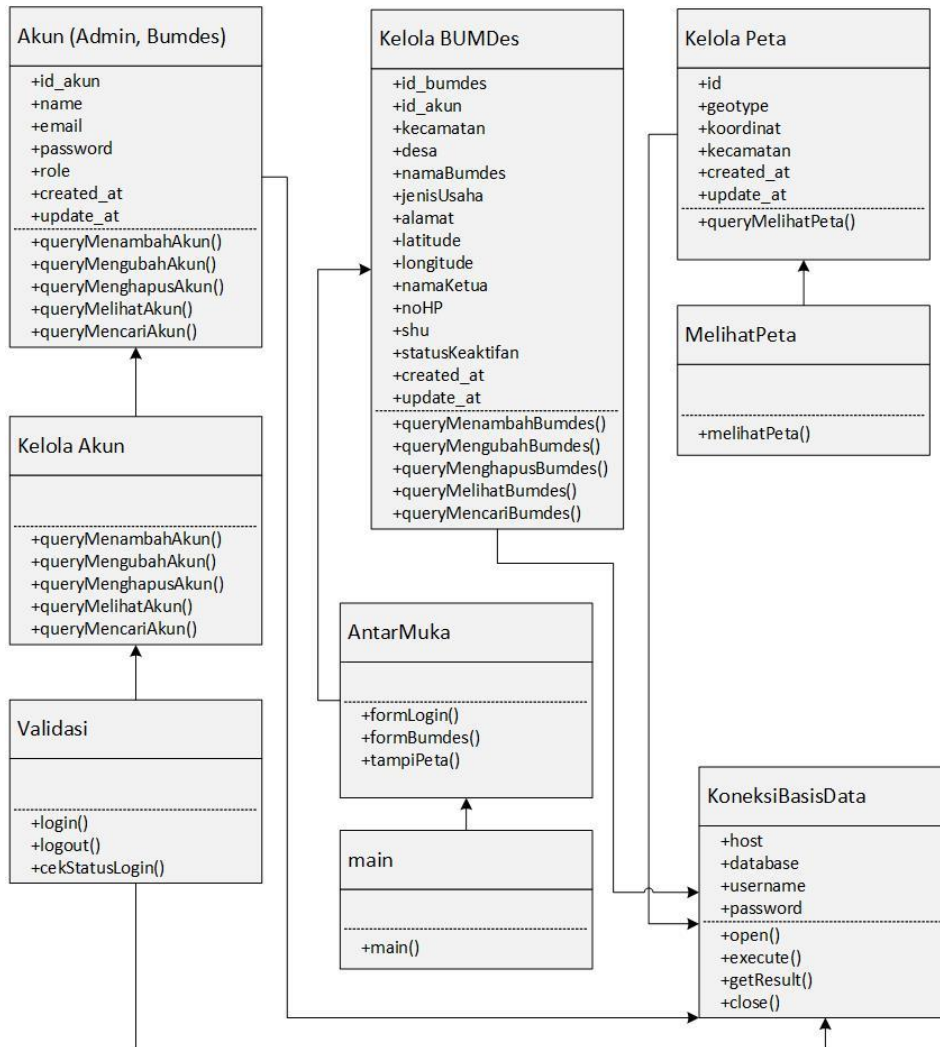 Akun (Admin, Bumdes)
+id_akun
+name
+email
+password
+role
+created_at
+update_at
+queryMenambahAkun()
+queryMengubahAkun()
+queryMenghapusAkun()
+queryMelihatAkun()
+queryMencariAkun()
Kelola Akun
+queryMenambahAkun()
+queryMengubahAkun()
+queryMenghapusAkun()
+queryMelihatAkun()
+queryMencariAkun()
Validasi
+login()
+logout()
+cekStatusLogin()
Kelola BUMDes
+id_bumdes
+id_akun
+kecamatan
+desa
+namaBumdes
+jenisUsaha
+alamat
+latitude
+longitude
+namaKetua
+noHP
+shu
+statusKeaktifan
+created_at
+update_at
+queryMenambahBumdes()
+queryMengubahBumdes()
+queryMenghapusBumdes()
+queryMelihatBumdes()
+queryMencariBumdes()
AntarMuka
+formLogin()
+formBumdes()
+tampiPeta()
main
+main()
Kelola Peta
+id
+geotype
+koordinat
+kecamatan
+created_at
+update_at
+queryMelihatPeta()
MelihatPeta
+melihatPeta()
KoneksiBasisData
+host
+database
+username
+password
+open()
+execute()
+getResult()
+close()